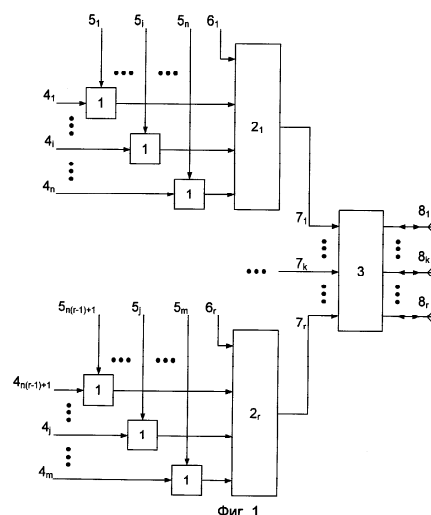 5₁ 5ᵢ 5ₙ 6₁
4₁ 1 2₁
4ᵢ 1
4ₙ 1 7₁ 8₁
7ₖ 3 8ₖ
5ₙ₍ᵣ₋₁₎₊₁ 5ⱼ 5ₘ 6ᵣ 7ᵣ 8ᵣ
4ₙ₍ᵣ₋₁₎₊₁ 1 2ᵣ
4ⱼ 1
4ₘ 1
Фиг. 1